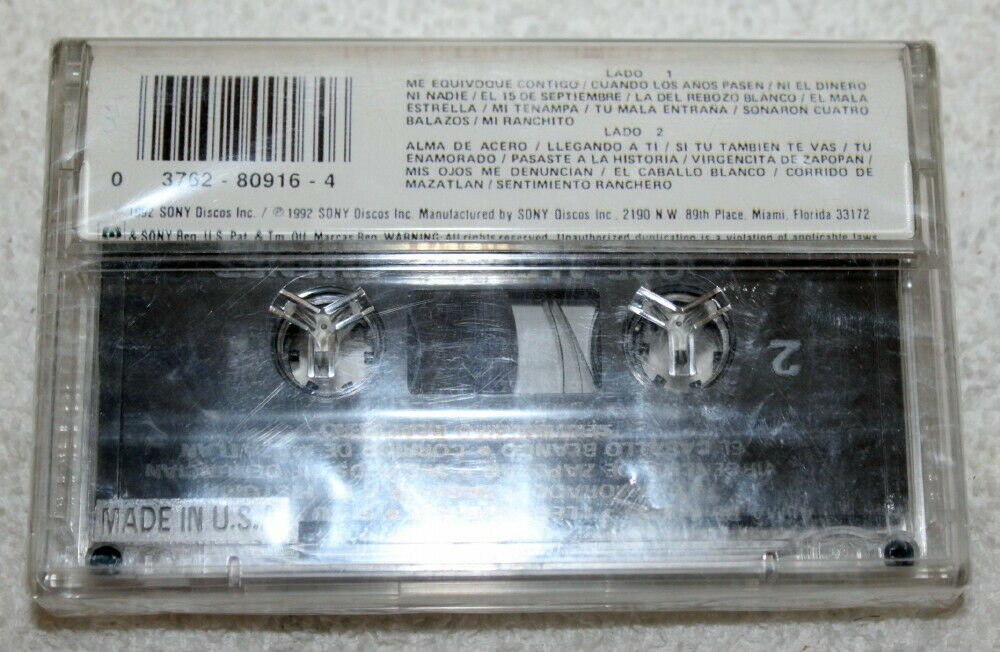 LADO 1
ME EQUIVOQUE CONTIGO / CUANDO LOS AÑOS PASEN / NI EL DINERO
NI NADIE / EL 15 DE SEPTIEMBRE / LA DEL REBOZO BLANCO / EL MALA
ESTRELLA / MI TENAMPA / TU MALA ENTRAÑA / SONARON CUATRO
BALAZOS / MI RANCHITO
LADO 2
ALMA DE ACERO / LLEGANDO A TI / SI TU TAMBIEN TE VAS / TU
ENAMORADO / PASASTE A LA HISTORIA / VIRGENCITA DE ZAPOPAN /
MIS OJOS ME DENUNCIAN / EL CABALLO BLANCO / CORRIDO DE
MAZATLAN / SENTIMIENTO RANCHERO
0 3762-80916-4
1992 SONY Discos Inc. / ℗ 1992 SONY Discos Inc. Manufactured by SONY Discos Inc., 2190 N.W. 89th Place, Miami, Florida 33172
& SONY Reg. U.S. Pat. & Tm. Off. Marcas Reg. WARNING: All rights reserved. Unauthorized duplication is a violation of applicable laws.
2
EL CABALLO BLANCO • CORRIDO DE
MADE IN U.S.